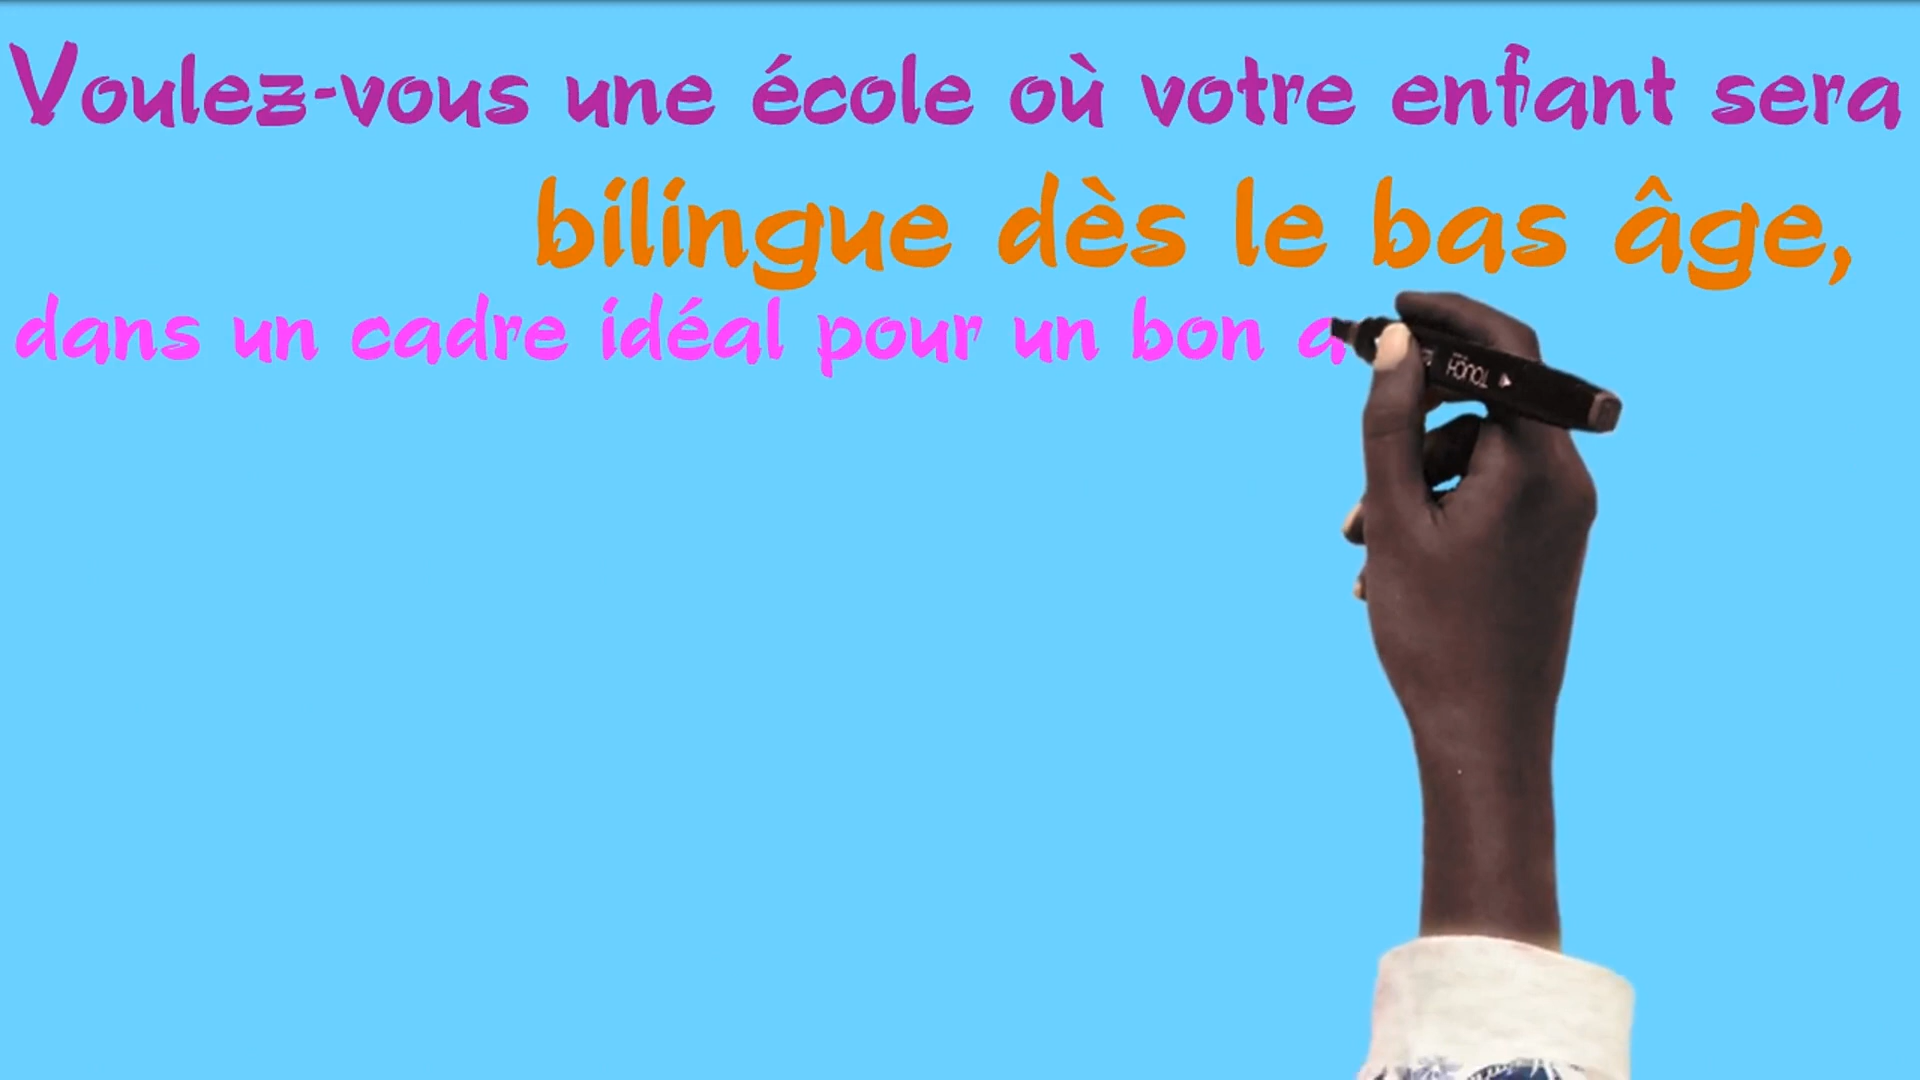 Voulez-vous une école où votre enfant sera
bilingue dès le bas âge,
dans un cadre idéal pour un bon a
TOUCH